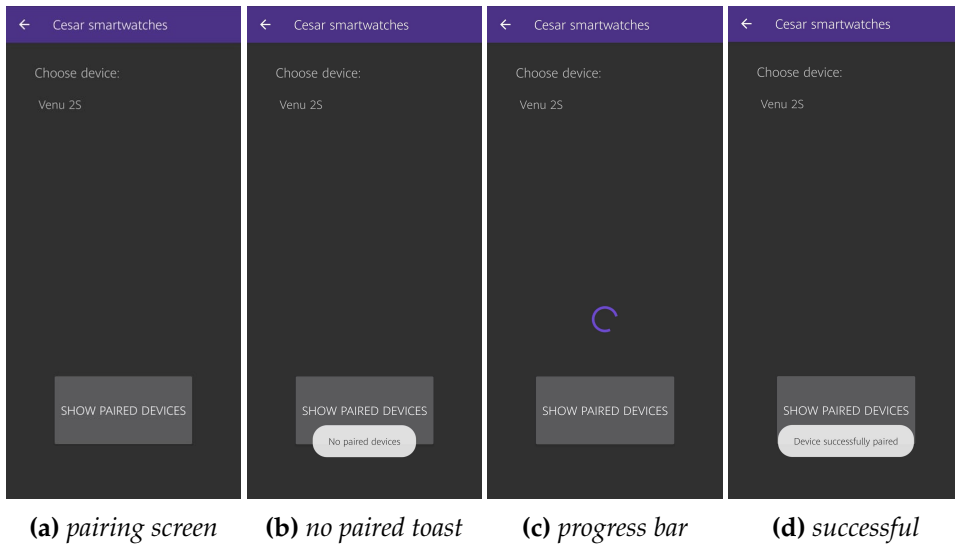 Cesar smartwatches
Choose device:
Venu 2S
SHOW PAIRED DEVICES
(a) pairing screen
Cesar smartwatches
Choose device:
Venu 2S
SHOW PAIRED DEVICES
No paired devices
(b) no paired toast
Cesar smartwatches
Choose device:
Venu 2S
SHOW PAIRED DEVICES
(c) progress bar
Cesar smartwatches
Choose device:
Venu 2S
SHOW PAIRED DEVICES
Device successfully paired
(d) successful